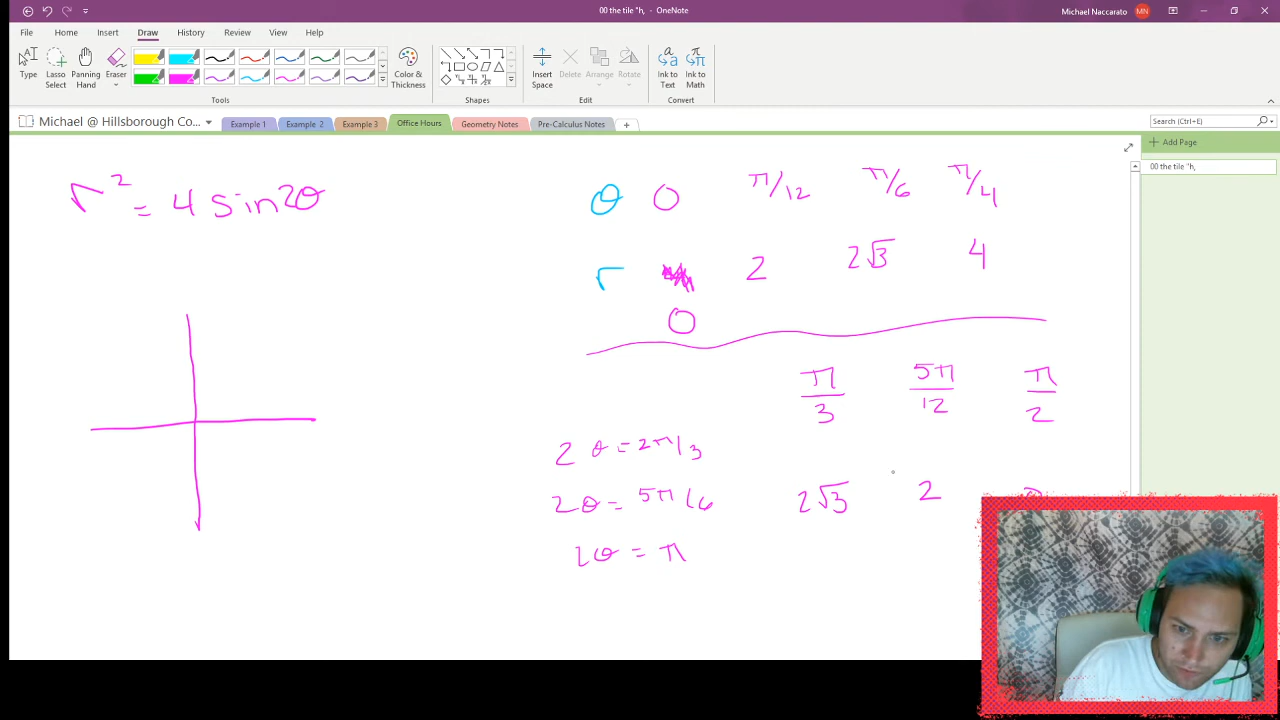 00 the tile "h, - OneNote
Michael Naccarato MN
File Home Insert Draw History Review View Help
Type Lasso Select Panning Hand Eraser Color & Thickness Insert Space Delete Arrange Rotate Ink to Text Ink to Math
Tools Shapes Edit Convert
Michael @ Hillsborough Co... Example 1 Example 2 Example 3 Office Hours Geometry Notes Pre-Calculus Notes + Search (Ctrl+E)
Add Page
00 the tile "h,
r² = 4 sin2θ
θ 0 π/12 π/6 π/4
r 2 2√3 4
0
π/3 5π/12 π/2
2θ = 2π/3
2θ = 5π/6 2√3 2
2θ = π